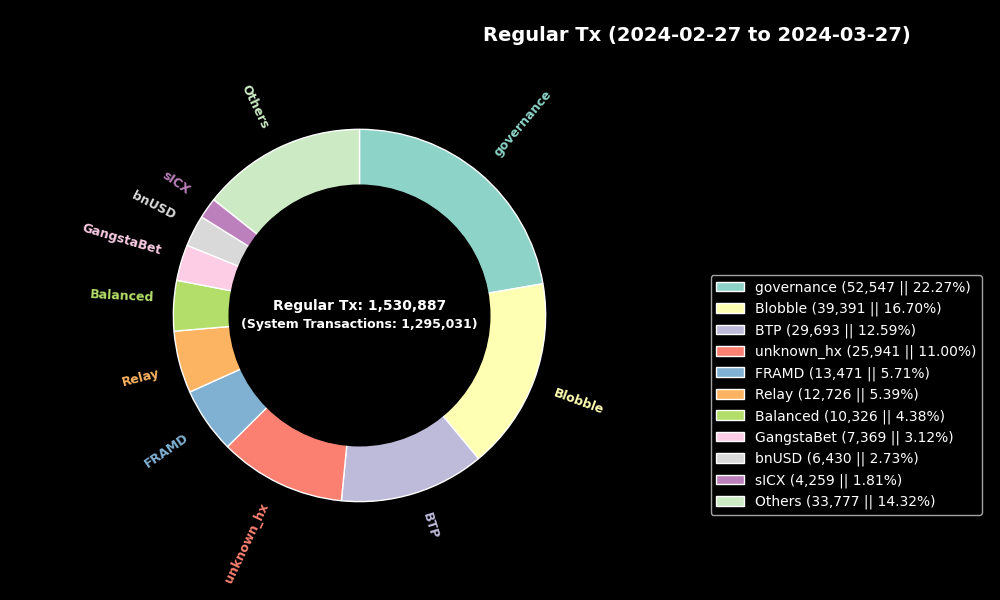 Regular Tx (2024-02-27 to 2024-03-27)
Others
governance
sICX
bnUSD
GangstaBet
Balanced
Relay
FRAMD
unknown_hx
BTP
Blobble
Regular Tx: 1,530,887
(System Transactions: 1,295,031)
governance (52,547 || 22.27%)
Blobble (39,391 || 16.70%)
BTP (29,693 || 12.59%)
unknown_hx (25,941 || 11.00%)
FRAMD (13,471 || 5.71%)
Relay (12,726 || 5.39%)
Balanced (10,326 || 4.38%)
GangstaBet (7,369 || 3.12%)
bnUSD (6,430 || 2.73%)
sICX (4,259 || 1.81%)
Others (33,777 || 14.32%)